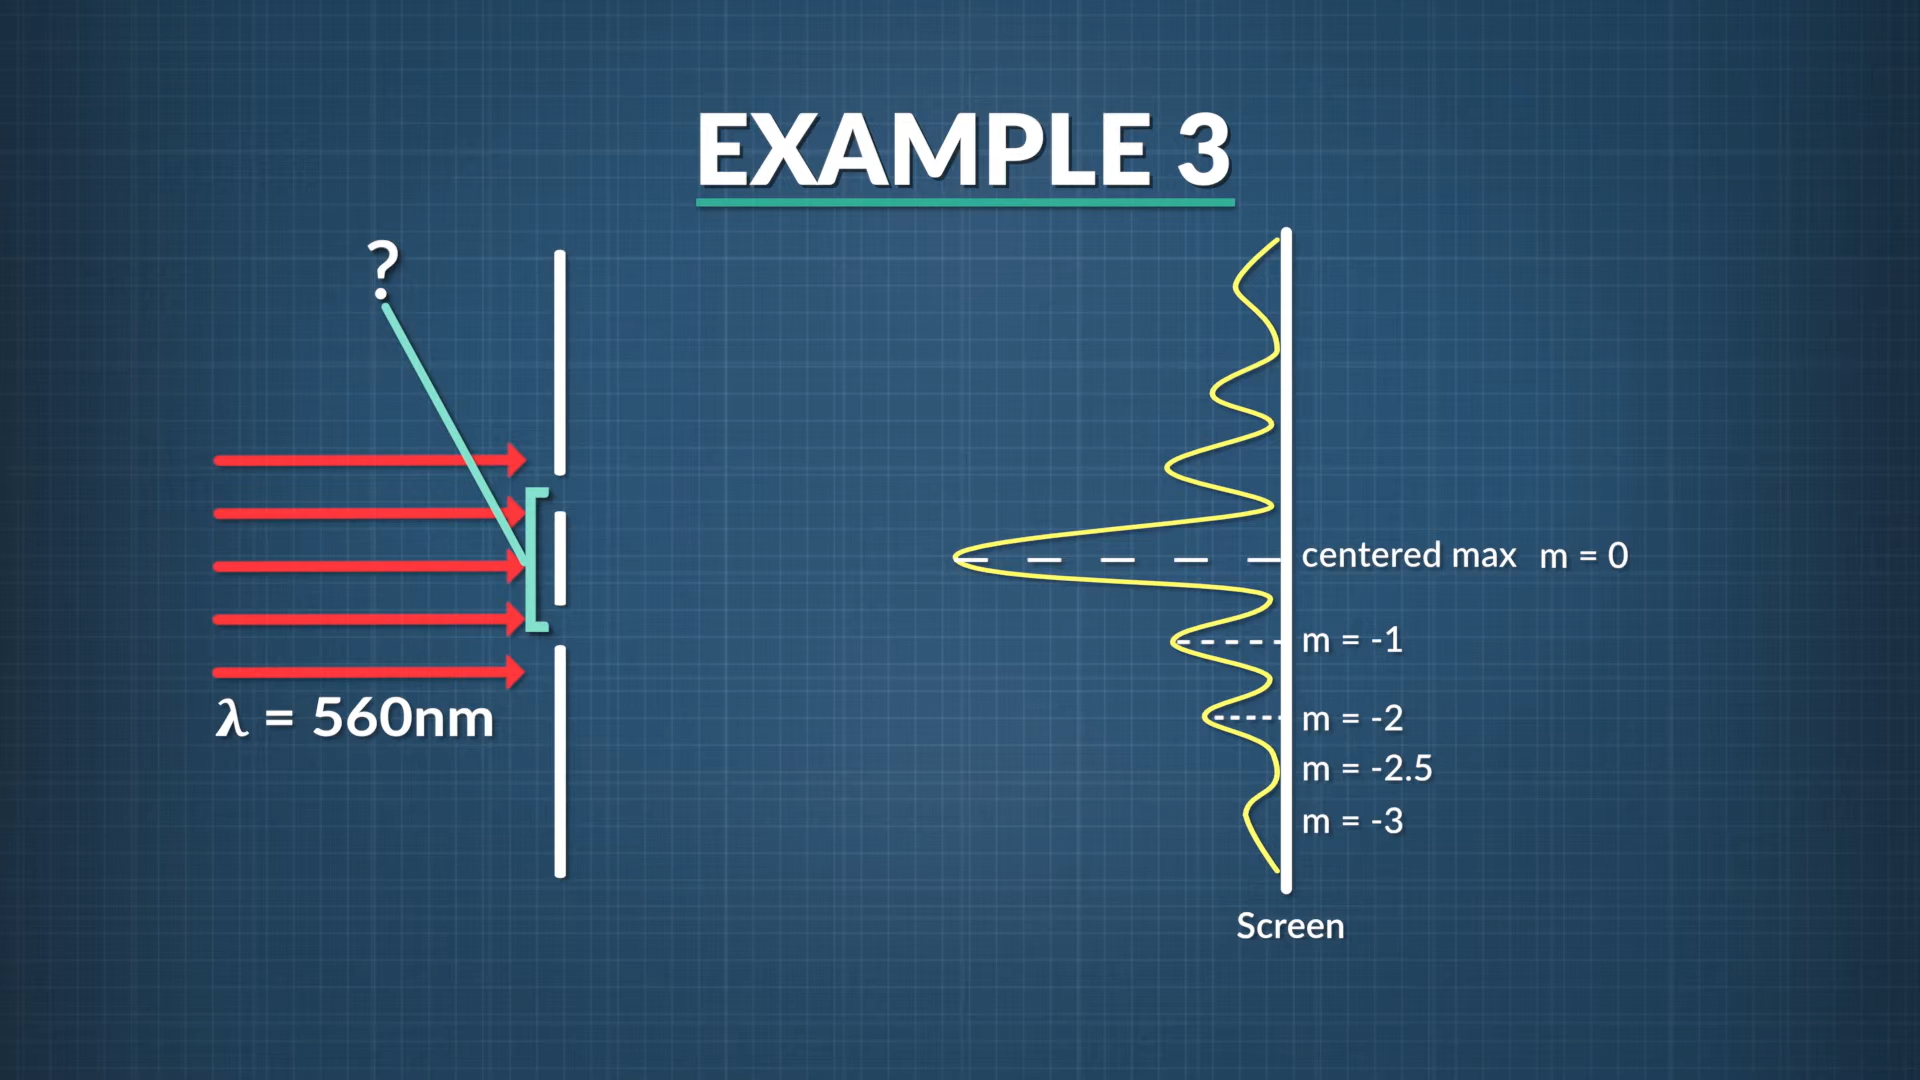 EXAMPLE 3
?
centered max m = 0
m = -1
m = -2
λ = 560nm
m = -2.5
m = -3
Screen